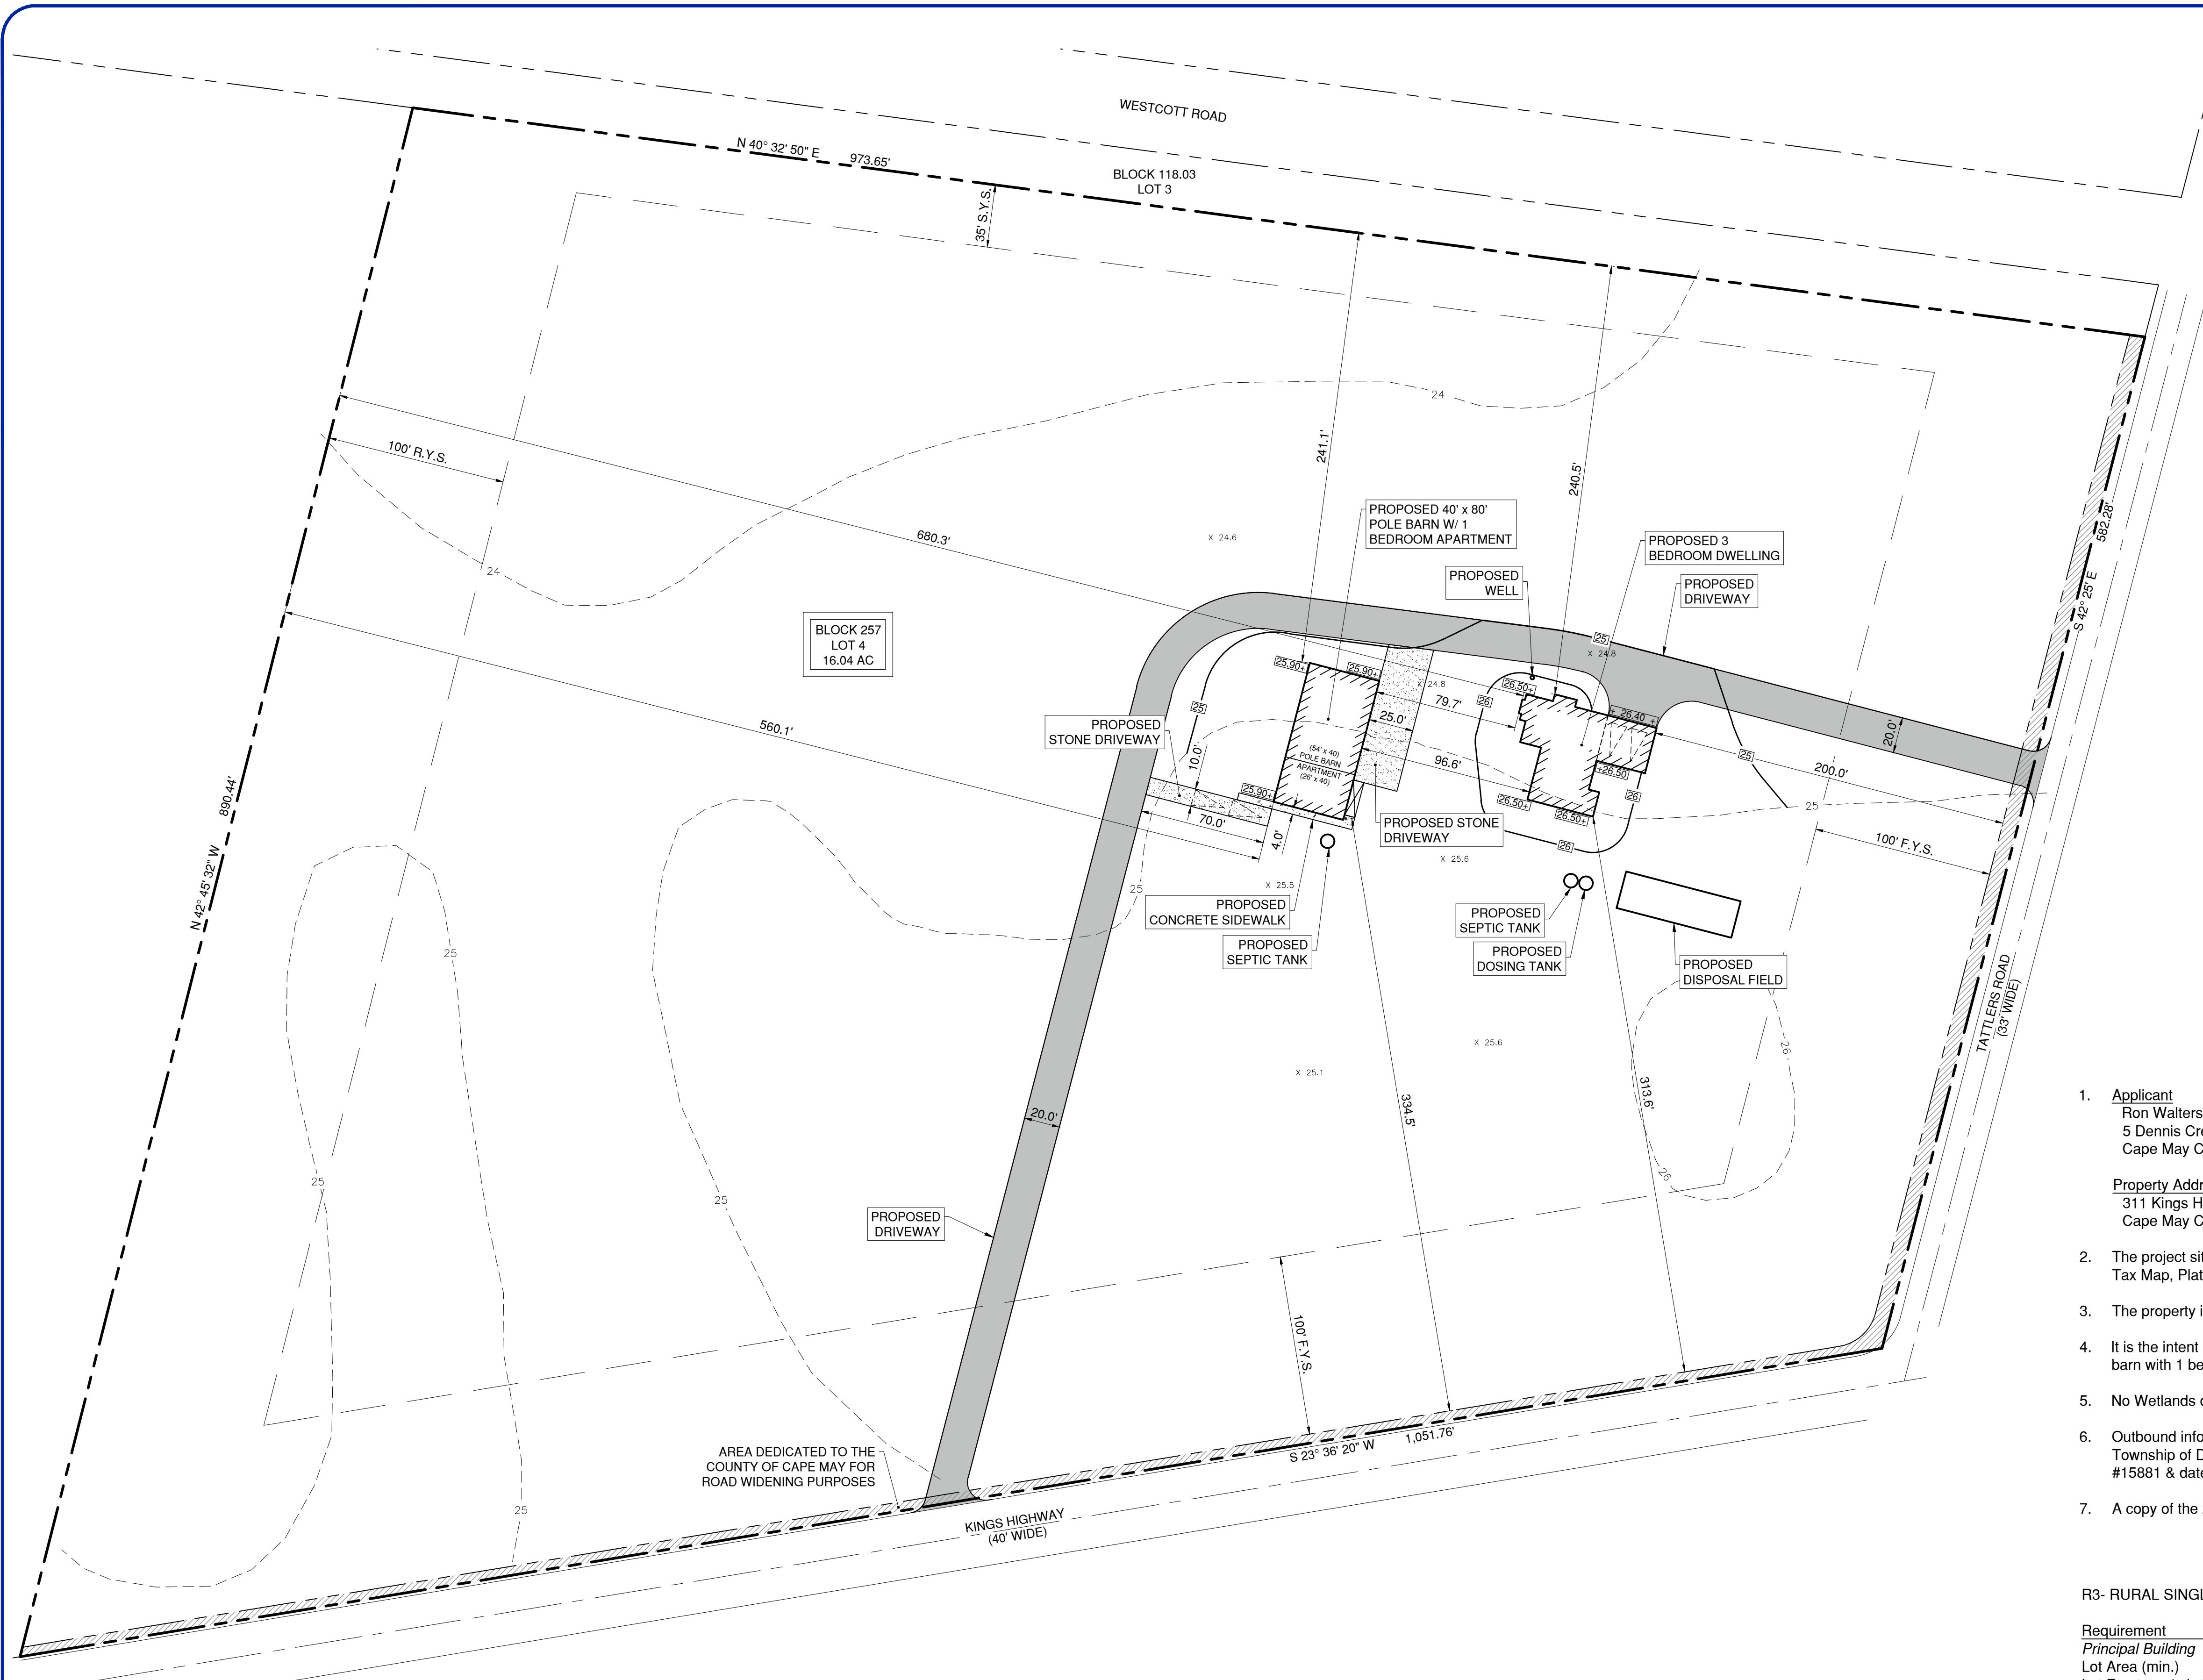 WESTCOTT ROAD
N 40° 32' 50" E 973.65'
BLOCK 118.03
LOT 3
35' S.Y.S.
24
241.1'
240.5'
100' R.Y.S.
680.3'
X 24.6
24
PROPOSED 40' x 80'
POLE BARN W/ 1
BEDROOM APARTMENT
PROPOSED 3
BEDROOM DWELLING
PROPOSED
WELL
PROPOSED
DRIVEWAY
S 42° 25' E 582.28'
BLOCK 257
LOT 4
16.04 AC
25
X 24.8
25.90+
25.90+
X 24.8
26.50+
79.7'
26
+ 26.40 +
25.0'
20.0'
25
560.1'
PROPOSED
STONE DRIVEWAY
10.0'
(54' x 40)
POLE BARN
APARTMENT
(26' x 40)
96.6'
+26.50
25
200.0'
25.90+
26.50+
26.50+
26
25
70.0'
4.0'
PROPOSED STONE
DRIVEWAY
26
100' F.Y.S.
890.44'
N 42° 45' 32" W
X 25.6
X 25.5
25
PROPOSED
CONCRETE SIDEWALK
PROPOSED
SEPTIC TANK
PROPOSED
SEPTIC TANK
PROPOSED
DOSING TANK
PROPOSED
DISPOSAL FIELD
25
TATTLERS ROAD
(33' WIDE)
X 25.6
26
X 25.1
20.0'
334.5'
313.6'
26
25
25
PROPOSED
DRIVEWAY
100' F.Y.S.
AREA DEDICATED TO THE
COUNTY OF CAPE MAY FOR
ROAD WIDENING PURPOSES
S 23° 36' 20" W 1,051.76'
25
KINGS HIGHWAY
(40' WIDE)
1. Applicant
Ron Walters
5 Dennis Cre
Cape May C
Property Addr
311 Kings H
Cape May C
2. The project sit
Tax Map, Plat
3. The property i
4. It is the intent
barn with 1 be
5. No Wetlands
6. Outbound info
Township of D
#15881 & date
7. A copy of the
R3- RURAL SINGL
Requirement
Principal Building
Lot Area (min.)